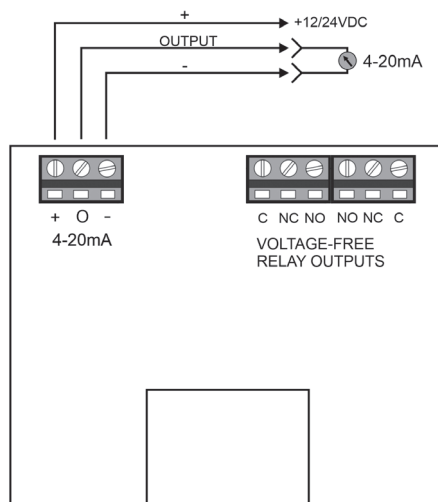 +
+12/24VDC
OUTPUT
4-20mA
-
+ O -
4-20mA
C NC NO NO NC C
VOLTAGE-FREE
RELAY OUTPUTS